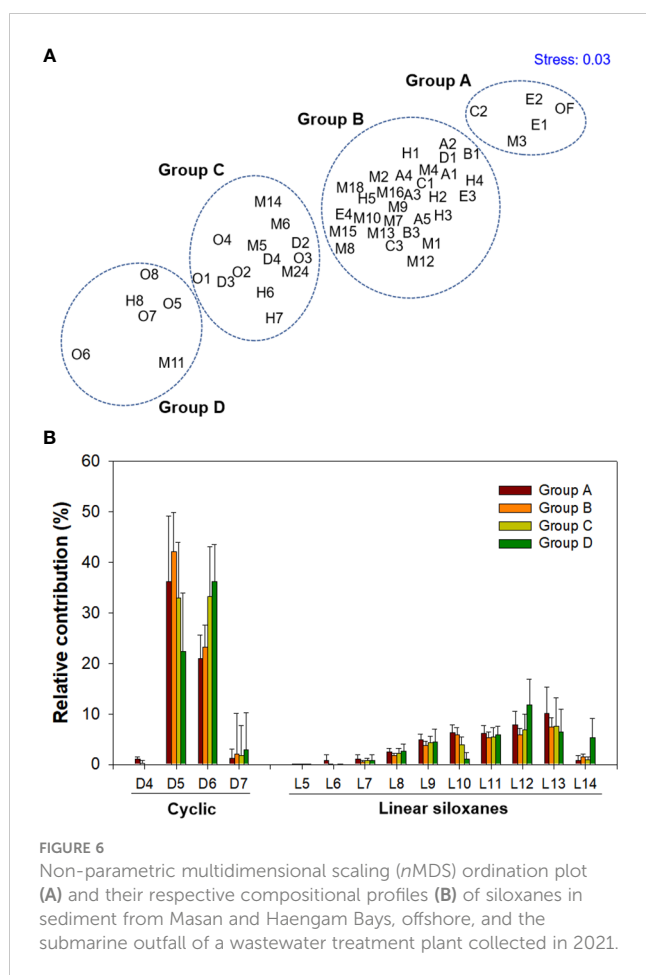 A
Stress: 0.03
Group A
E2
OF
C2
E1
M3
Group B
A2
H1
D1
B1
M4
A1
M2
A4
C1
H4
M18
M16
A3
H2
E3
H5
M9
E4
M10
M7
A5
H3
M15
M13
B3
M8
C3
M1
M12
Group C
M14
M6
O4
M5
D2
D4
O3
O1
O2
M24
D3
H6
H7
O8
H8
O5
O7
O6
M11
Group D
B
60
50
40
30
20
10
0
Relative contribution (%)
Group A
Group B
Group C
Group D
D4 D5 D6 D7 L5 L6 L7 L8 L9 L10 L11 L12 L13 L14
Cyclic Linear siloxanes
FIGURE 6
Non-parametric multidimensional scaling (nMDS) ordination plot
(A) and their respective compositional profiles (B) of siloxanes in
sediment from Masan and Haengam Bays, offshore, and the
submarine outfall of a wastewater treatment plant collected in 2021.